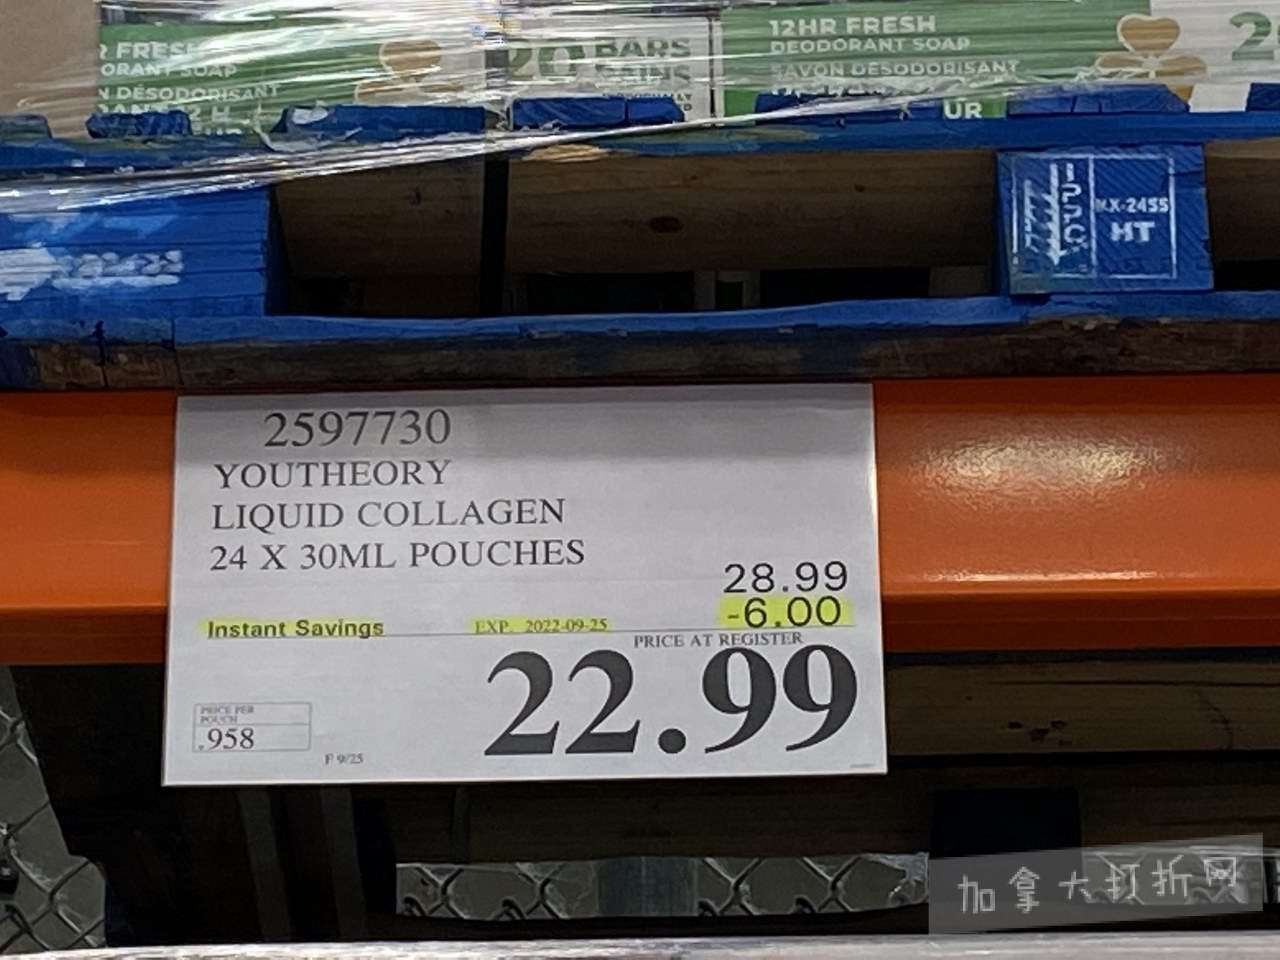 R FRESH
ORANT SOAP
N DÉSODORISANT
20 BARS
12HR FRESH
DEODORANT SOAP
SAVON DÉSODORISANT
UR
2
MX-2455
HT
2597730
YOUTHEORY
LIQUID COLLAGEN
24 X 30ML POUCHES
28.99
-6.00
Instant Savings EXP. 2022-09-25
PRICE AT REGISTER
22.99
PRICE PER
POUCH
.958
F 9/25
加拿大打折网